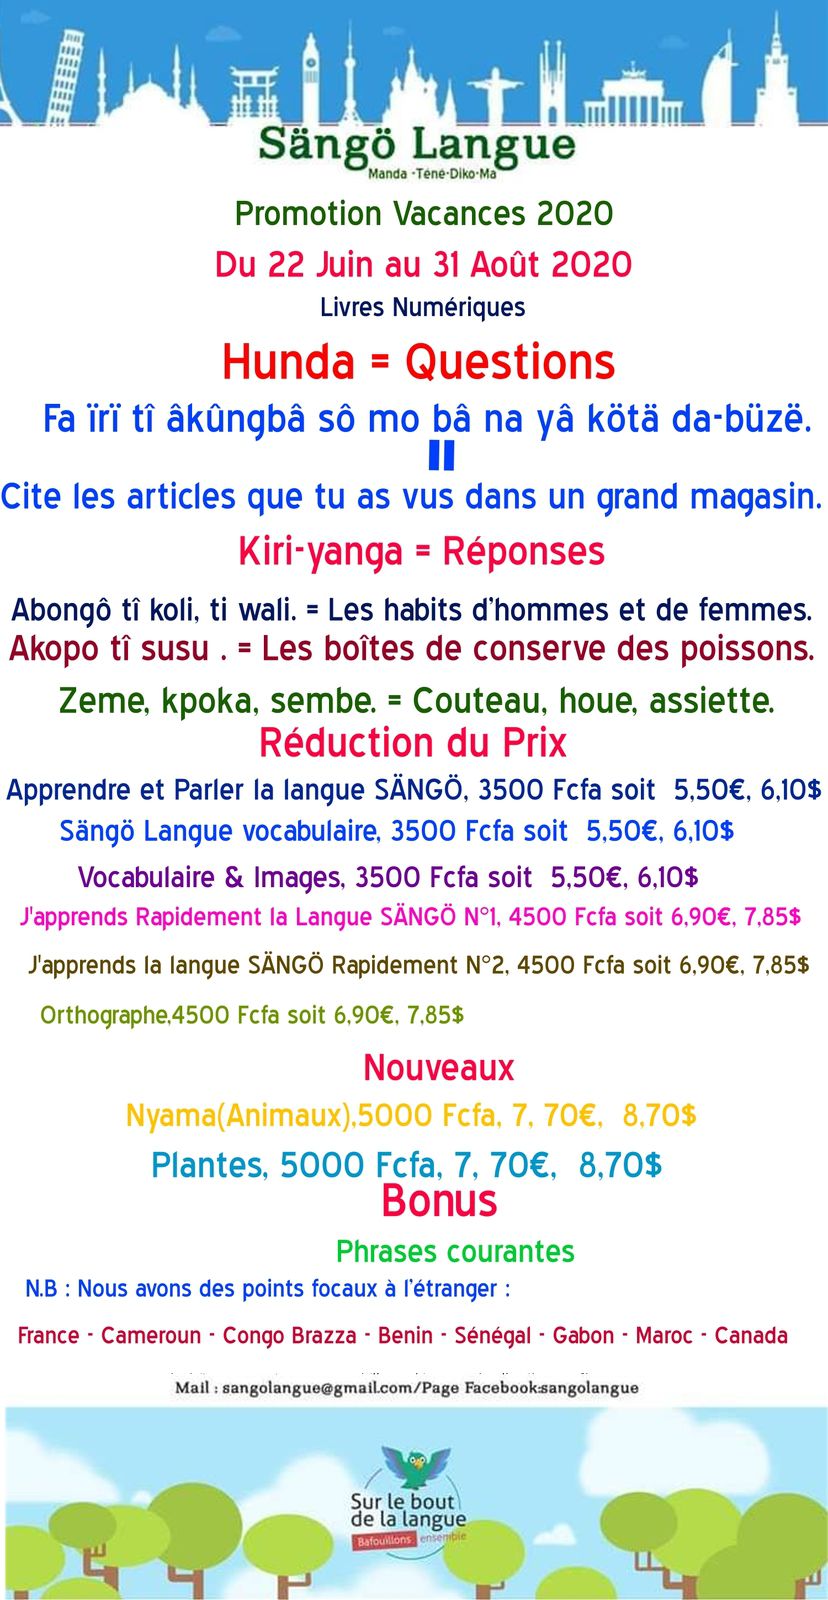 Sängö Langue
Manda -Téné-Diko-Ma
Promotion Vacances 2020
Du 22 Juin au 31 Août 2020
Livres Numériques
Hunda = Questions
Fa ïrï tî âkûngbâ sô mo bâ na yâ kötä da-büzë.
=
Cite les articles que tu as vus dans un grand magasin.
Kiri-yanga = Réponses
Abongô tî koli, ti wali. = Les habits d'hommes et de femmes.
Akopo tî susu . = Les boîtes de conserve des poissons.
Zeme, kpoka, sembe. = Couteau, houe, assiette.
Réduction du Prix
Apprendre et Parler la langue SÄNGÖ, 3500 Fcfa soit 5,50€, 6,10$
Sängö Langue vocabulaire, 3500 Fcfa soit 5,50€, 6,10$
Vocabulaire & Images, 3500 Fcfa soit 5,50€, 6,10$
J'apprends Rapidement la Langue SÄNGÖ N°1, 4500 Fcfa soit 6,90€, 7,85$
J'apprends la langue SÄNGÖ Rapidement N°2, 4500 Fcfa soit 6,90€, 7,85$
Orthographe,4500 Fcfa soit 6,90€, 7,85$
Nouveaux
Nyama(Animaux),5000 Fcfa, 7, 70€, 8,70$
Plantes, 5000 Fcfa, 7, 70€, 8,70$
Bonus
Phrases courantes
N.B : Nous avons des points focaux à l'étranger :
France - Cameroun - Congo Brazza - Benin - Sénégal - Gabon - Maroc - Canada
Mail : sangolangue@gmail.com/Page Facebook:sangolangue
Sur le bout
de la langue
Bafouillons ensemble